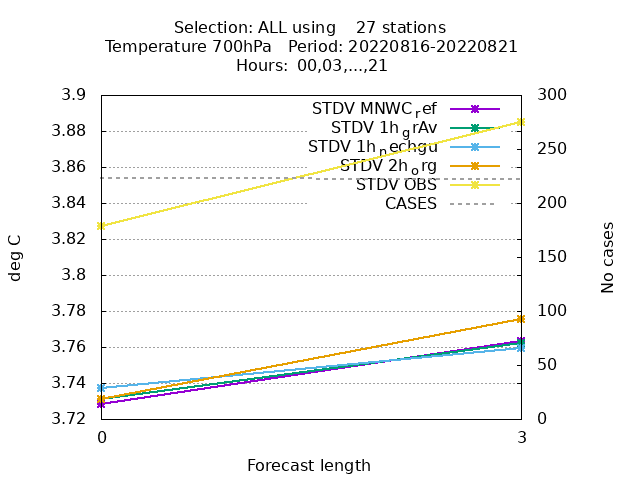 Selection: ALL using 27 stations
Temperature 700hPa Period: 20220816-20220821
Hours: 00,03,...,21
3.9
3.88
3.86
3.84
3.82
3.8
3.78
3.76
3.74
3.72
deg C
300
250
200
150
100
50
0
No cases
STDV MNWC_ref
STDV 1h_grAv
STDV 1h_nechgu
STDV 2h_org
STDV OBS
CASES
0 3
Forecast length